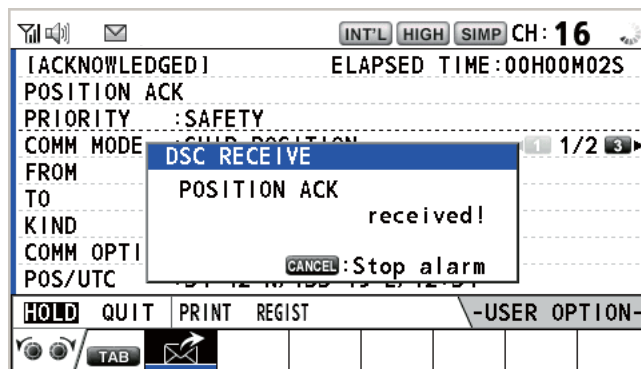 INT'L HIGH SIMP CH: 16
[ACKNOWLEDGED] ELAPSED TIME:00H00M02S
POSITION ACK
PRIORITY :SAFETY
COMM MODE 1 1/2 3
DSC RECEIVE
FROM
POSITION ACK
TO
received!
KIND
COMM OPTI
CANCEL :Stop alarm
POS/UTC
HOLD QUIT PRINT REGIST -USER OPTION-
TAB